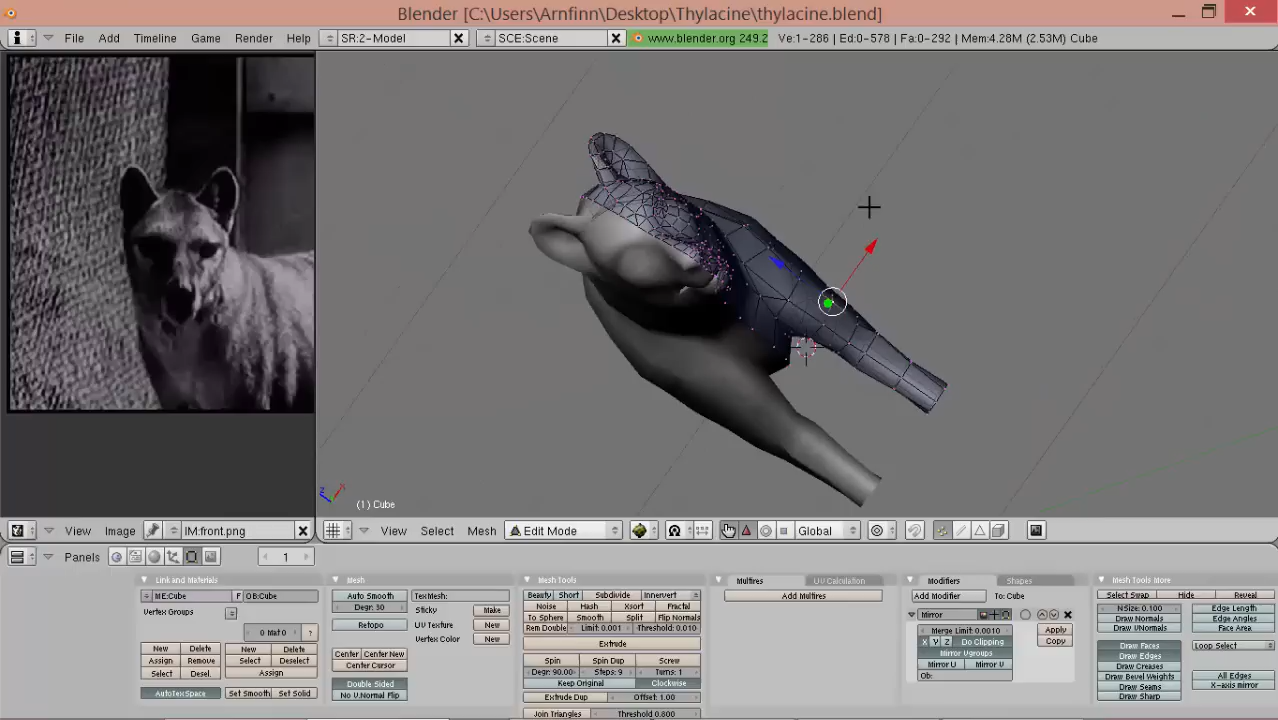 Blender [C:\Users\Arnfinn\Desktop\Thylacine\thylacine.blend]
File Add Timeline Game Render Help SR:2-Model SCE:Scene www.blender.org 249.2 Ve:1-286 | Ed:0-578 | Fa:0-292 | Mem:4.28M (2.53M) Cube
(1) Cube
View Image IM:front.png View Select Mesh Edit Mode Global
Panels 1
Link and Materials Mesh Mesh Tools Multires UV Calculation Modifiers Shapes Mesh Tools More
ME:Cube F OB:Cube Auto Smooth TexMesh: Beauty Short Subdivide Innervert Add Multires Add Modifier To: Cube Select Swap Hide Reveal
Vertex Groups Degr: 30 Sticky Make Noise Hash Xsort Fractal Mirror NSize: 0.100 Edge Length
Retopo UV Texture New To Sphere Smooth Split Flip Normals Merge Limit: 0.0010 Apply Draw Normals Edge Angles
0 Mat 0 ? Vertex Color New Rem Double Limit: 0.001 Threshold: 0.010 X Y Z Do Clipping Copy Draw VNormals Face Area
New Delete New Delete Center Center New Extrude Mirror Vgroups Draw Faces Loop Select
Assign Remove Select Deselect Center Cursor Spin Spin Dup Screw Mirror U Mirror V Draw Edges
Select Desel. Assign Degr: 90.00 Steps: 9 Turns: 1 Ob: Draw Creases All Edges
Double Sided Keep Original Clockwise Draw Bevel Weights X-axis mirror
AutoTexSpace Set Smooth Set Solid No V.Normal Flip Extrude Dup Offset: 1.00 Draw Seams
Join Triangles Threshold 0.800 Draw Sharp